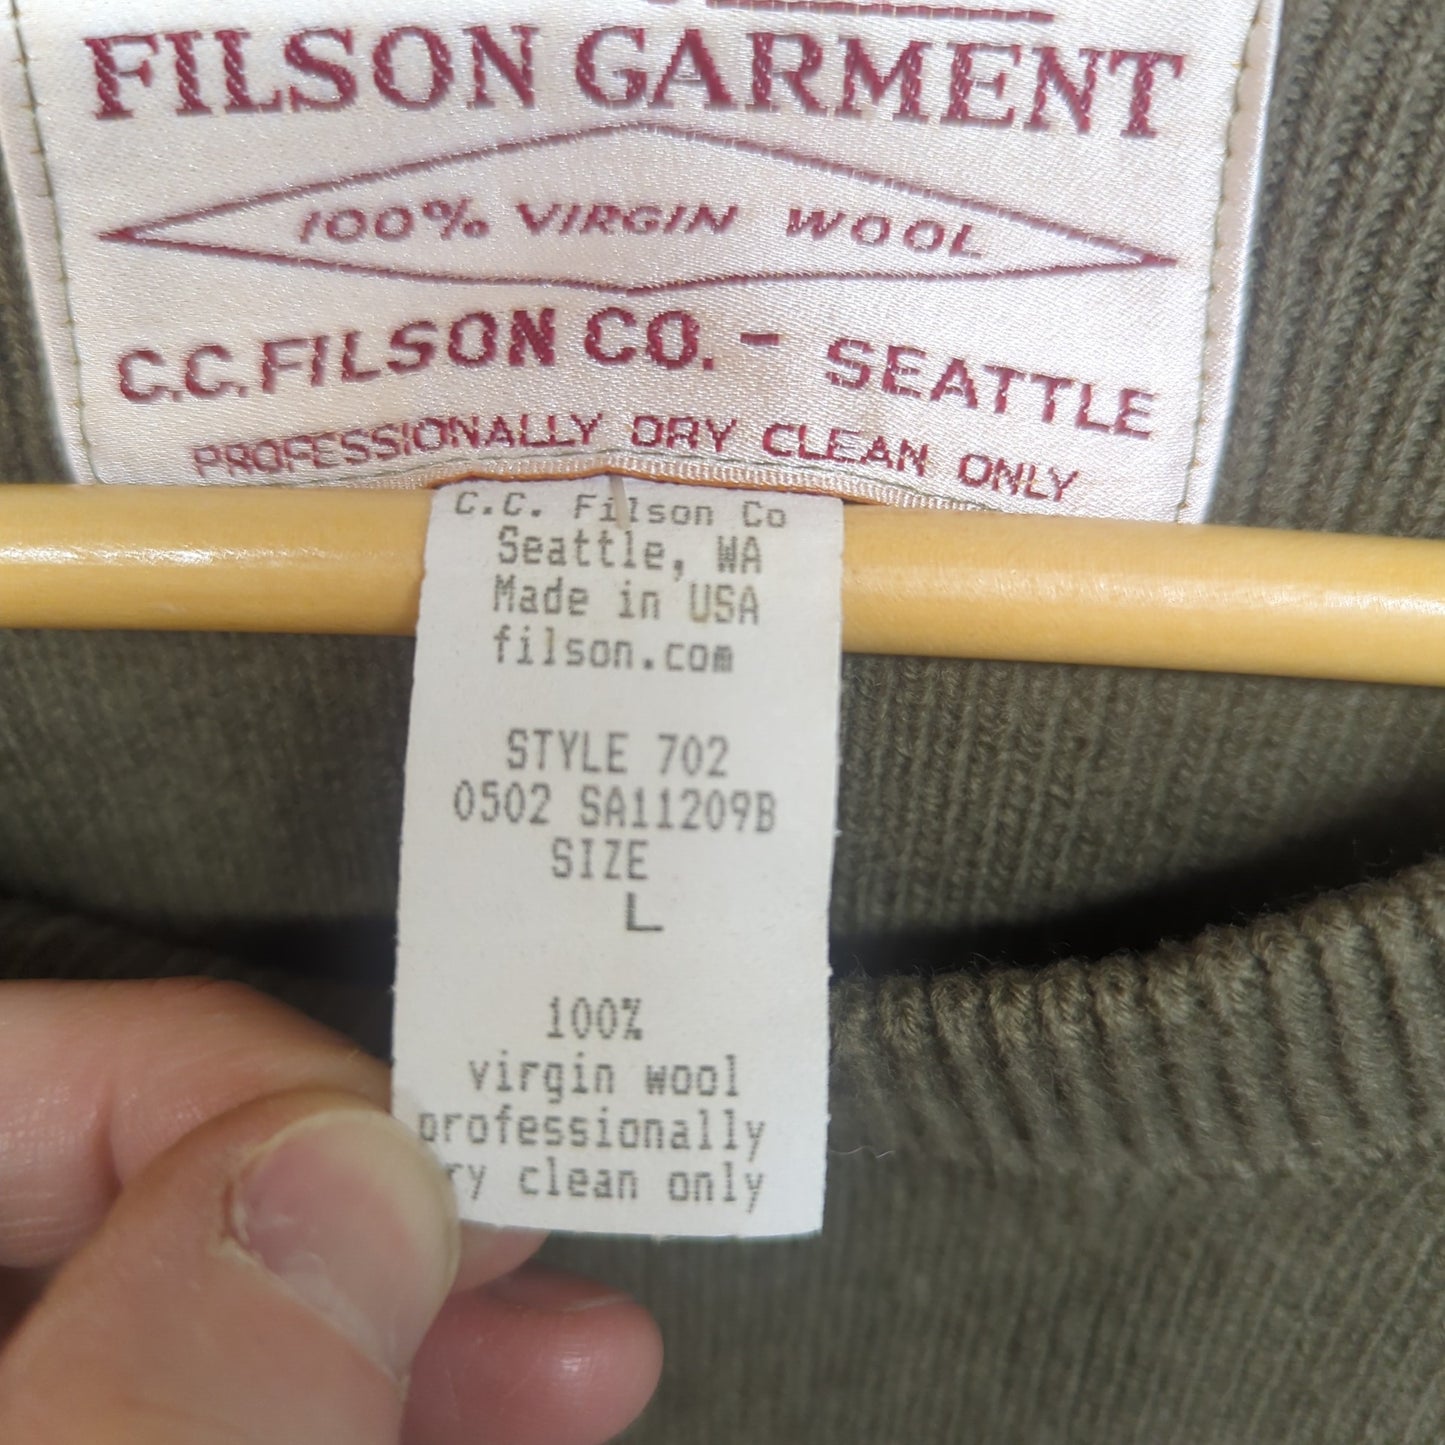 FILSON GARMENT
100% VIRGIN WOOL
C.C. FILSON CO. - SEATTLE
PROFESSIONALLY DRY CLEAN ONLY
C.C. Filson Co
Seattle, WA
Made in USA
filson.com
STYLE 702
0502 SA11209B
SIZE
L
100%
virgin wool
professionally
ry clean only